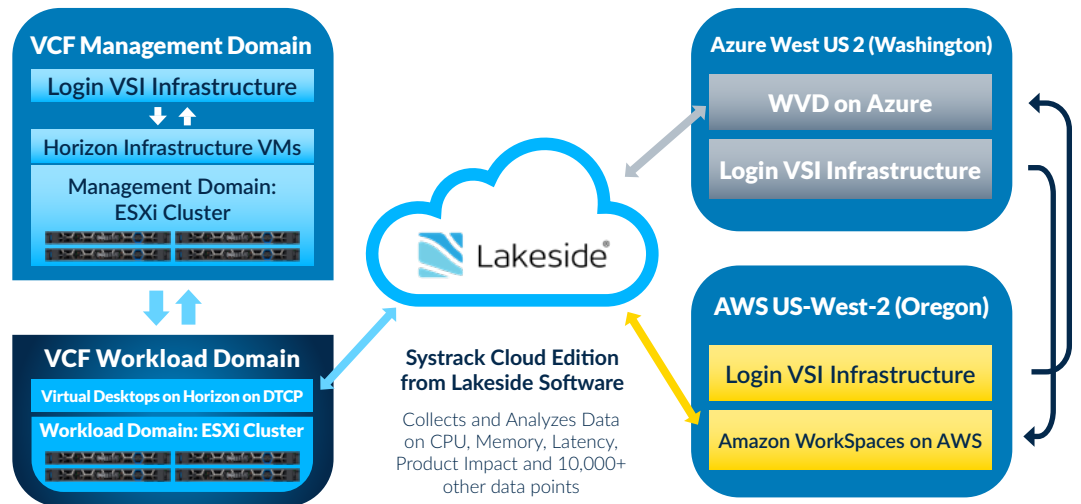 VCF Management Domain
Login VSI Infrastructure
Horizon Infrastructure VMs
Management Domain:
ESXi Cluster
VCF Workload Domain
Virtual Desktops on Horizon on DTCP
Workload Domain: ESXi Cluster
Lakeside®
Systrack Cloud Edition
from Lakeside Software
Collects and Analyzes Data
on CPU, Memory, Latency,
Product Impact and 10,000+
other data points
Azure West US 2 (Washington)
WVD on Azure
Login VSI Infrastructure
AWS US-West-2 (Oregon)
Login VSI Infrastructure
Amazon WorkSpaces on AWS